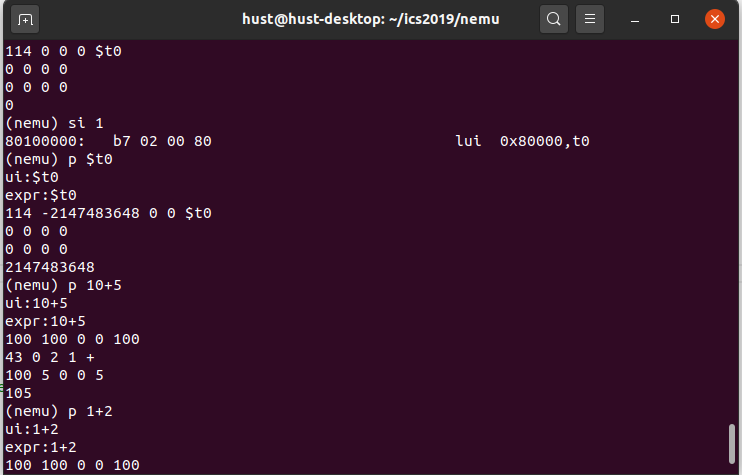 hust@hust-desktop: ~/ics2019/nemu
114 0 0 0 $t0
0 0 0 0
0 0 0 0
0
(nemu) si 1
80100000:   b7 02 00 80                           lui  0x80000,t0
(nemu) p $t0
ui:$t0
expr:$t0
114 -2147483648 0 0 $t0
0 0 0 0
0 0 0 0
2147483648
(nemu) p 10+5
ui:10+5
expr:10+5
100 100 0 0 100
43 0 2 1 +
100 5 0 0 5
105
(nemu) p 1+2
ui:1+2
expr:1+2
100 100 0 0 100